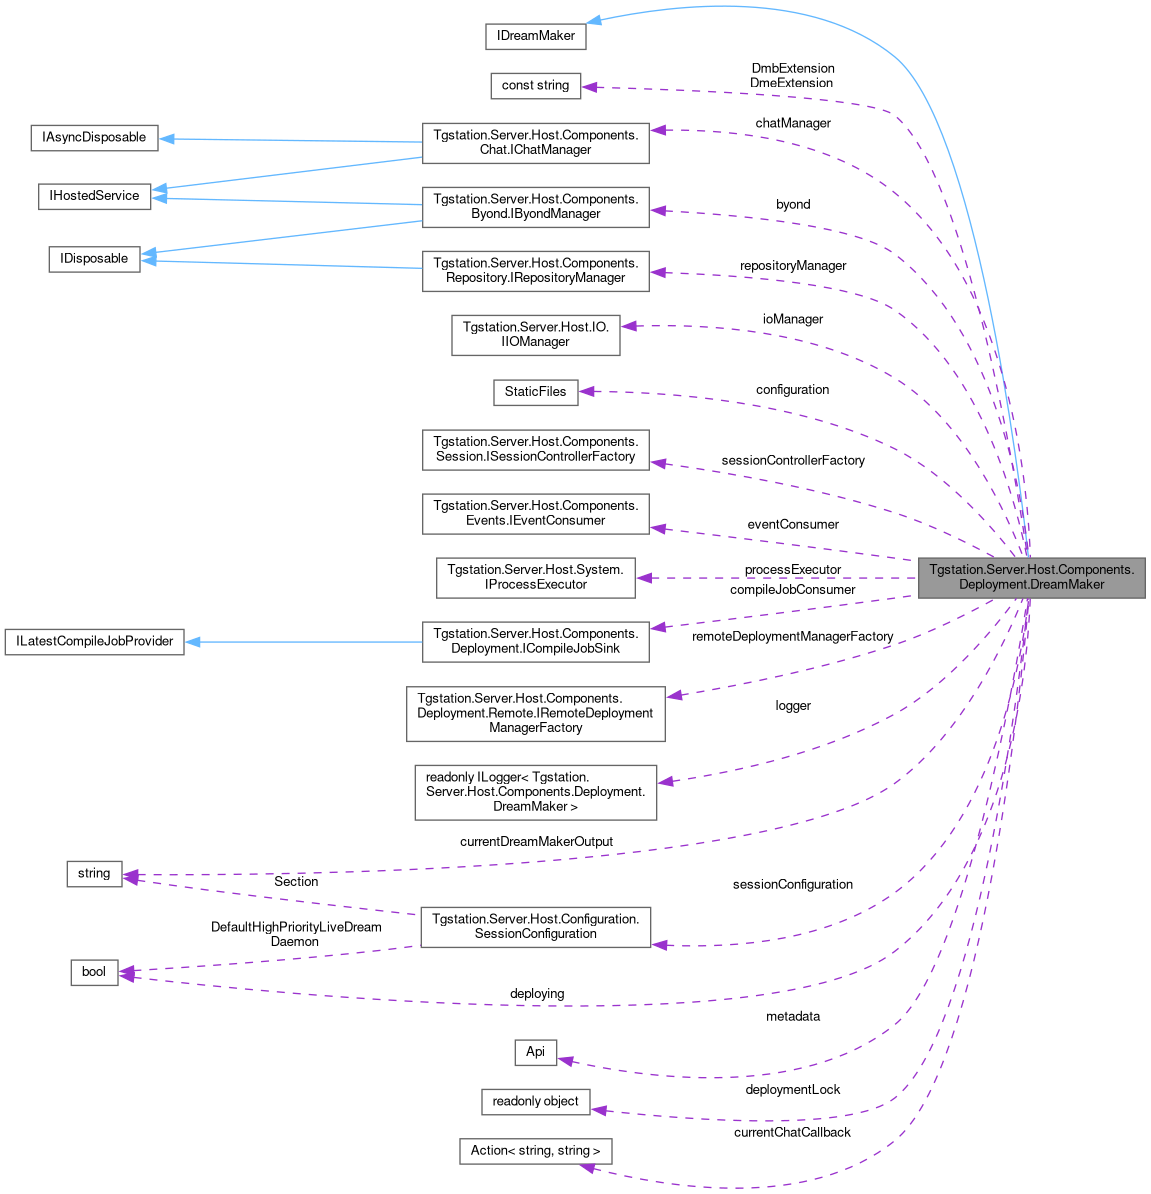 IDreamMaker
const string
DmbExtension
DmeExtension
IAsyncDisposable
Tgstation.Server.Host.Components.
Chat.IChatManager
chatManager
IHostedService
Tgstation.Server.Host.Components.
Byond.IByondManager
byond
IDisposable
Tgstation.Server.Host.Components.
Repository.IRepositoryManager
repositoryManager
Tgstation.Server.Host.IO.
IIOManager
ioManager
StaticFiles
configuration
Tgstation.Server.Host.Components.
Session.ISessionControllerFactory
sessionControllerFactory
Tgstation.Server.Host.Components.
Events.IEventConsumer
eventConsumer
Tgstation.Server.Host.System.
IProcessExecutor
processExecutor
Tgstation.Server.Host.Components.
Deployment.DreamMaker
compileJobConsumer
ILatestCompileJobProvider
Tgstation.Server.Host.Components.
Deployment.ICompileJobSink
remoteDeploymentManagerFactory
Tgstation.Server.Host.Components.
Deployment.Remote.IRemoteDeployment
ManagerFactory
logger
readonly ILogger< Tgstation.
Server.Host.Components.Deployment.
DreamMaker >
currentDreamMakerOutput
string
Section
sessionConfiguration
Tgstation.Server.Host.Configuration.
SessionConfiguration
DefaultHighPriorityLiveDream
Daemon
bool
deploying
metadata
Api
deploymentLock
readonly object
currentChatCallback
Action< string, string >